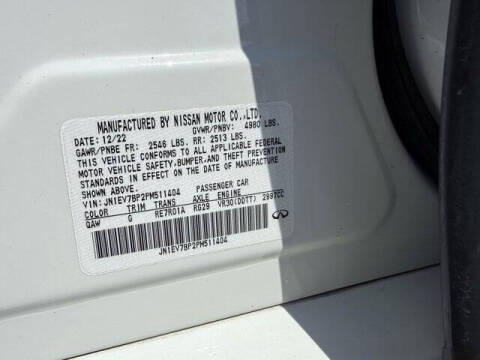 MANUFACTURED BY NISSAN MOTOR CO.,LTD.
DATE: 12/22 GVWR/PNBV: 4980 LBS.
GAWR/PNBE FR: 2546 LBS. RR: 2513 LBS.
THIS VEHICLE CONFORMS TO ALL APPLICABLE FEDERAL
MOTOR VEHICLE SAFETY,BUMPER,AND THEFT PREVENTION
STANDARDS IN EFFECT ON THE DATE OF MANUFACTURE
SHOWN ABOVE.
VIN: JN1EV7BP2PM511404 PASSENGER CAR
COLOR TRIM TRANS AXLE ENGINE
QAW G RE7R01A RG29 VR30(DDTT) 2997CC
JN1EV7BP2PM511404